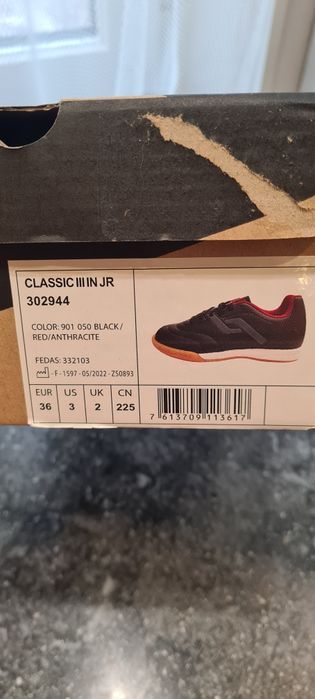 CLASSIC III IN JR
302944
COLOR: 901 050 BLACK/
RED/ANTHRACITE
FEDAS: 332103
- F - 1597 - 05/2022 - ZS0893
EUR US UK CN
36 3 2 225
7 613709 113617